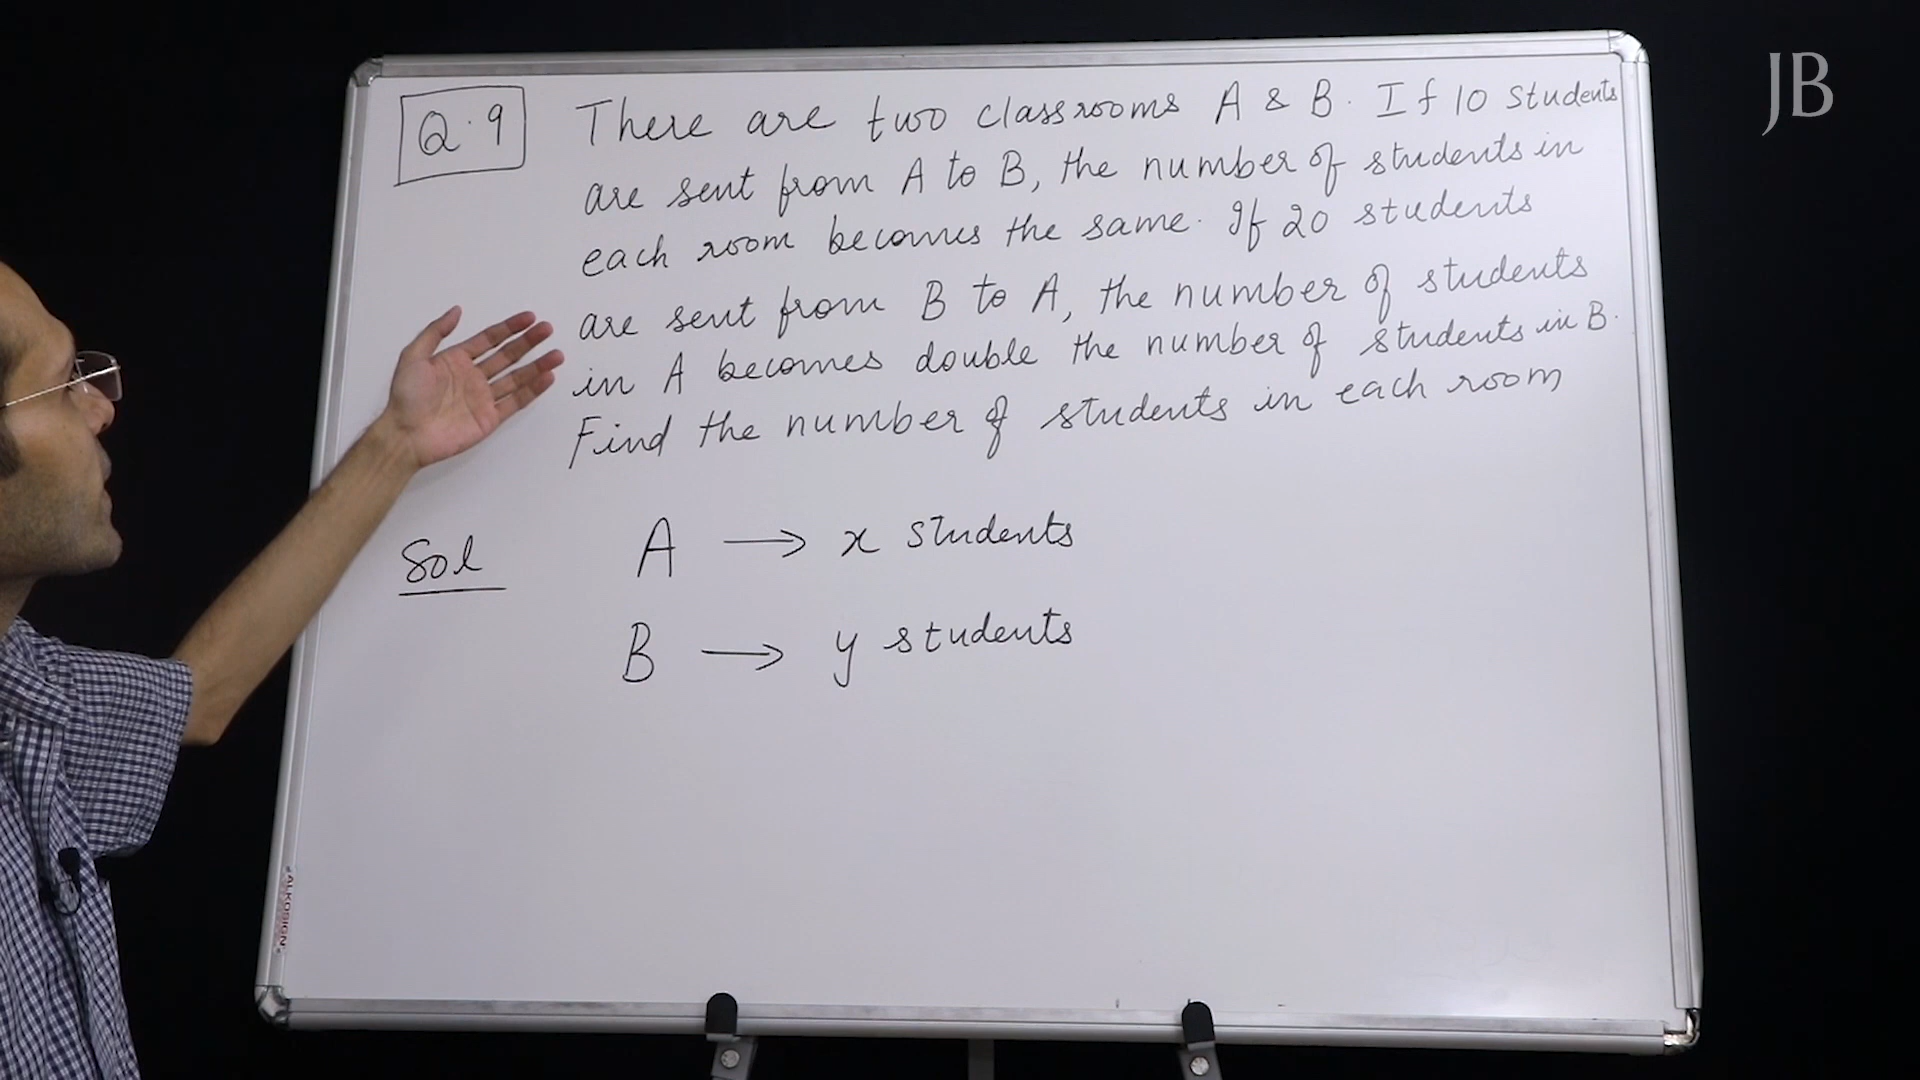 JB
Q.9 There are two classrooms A & B. If 10 students
are sent from A to B, the number of students in
each room becomes the same. If 20 students
are sent from B to A, the number of students
in A becomes double the number of students in B.
Find the number of students in each room
Sol A → x students
B → y students
ALKOSIGN